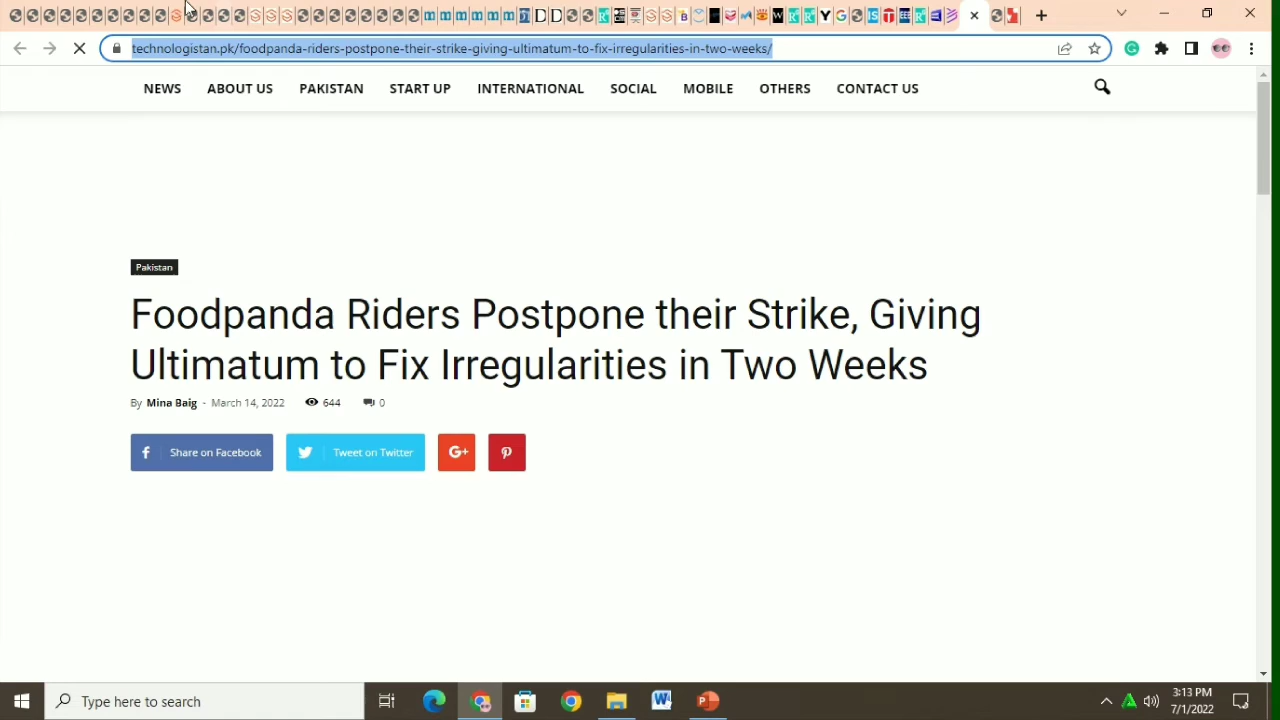 technologistan.pk/foodpanda-riders-postpone-their-strike-giving-ultimatum-to-fix-irregularities-in-two-weeks/
NEWS ABOUT US PAKISTAN START UP INTERNATIONAL SOCIAL MOBILE OTHERS CONTACT US
Pakistan
Foodpanda Riders Postpone their Strike, Giving
Ultimatum to Fix Irregularities in Two Weeks
By Mina Baig - March 14, 2022 644 0
Share on Facebook Tweet on Twitter G+
Type here to search
3:13 PM
7/1/2022